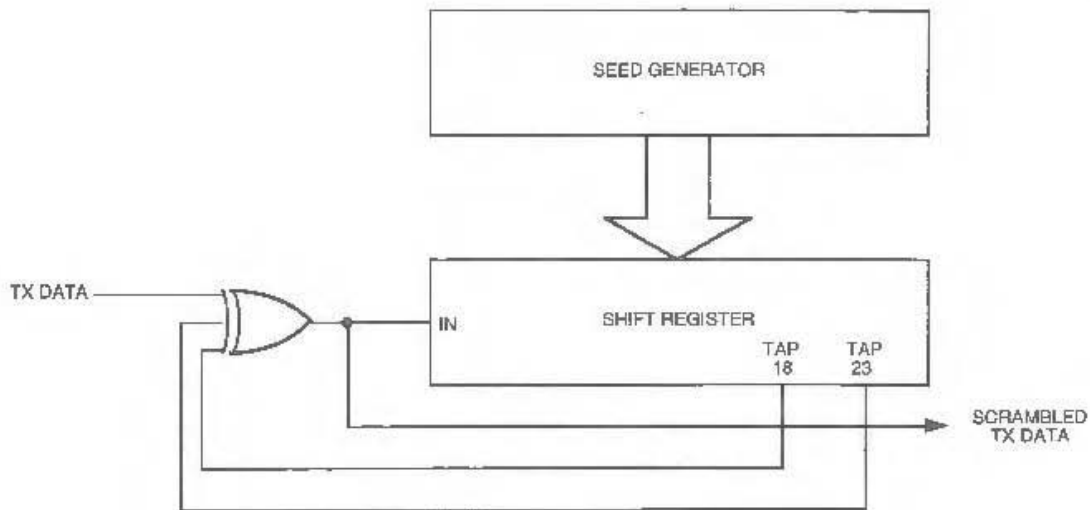 SEED GENERATOR
TX DATA
IN
SHIFT REGISTER
TAP
18
TAP
23
SCRAMBLED
TX DATA